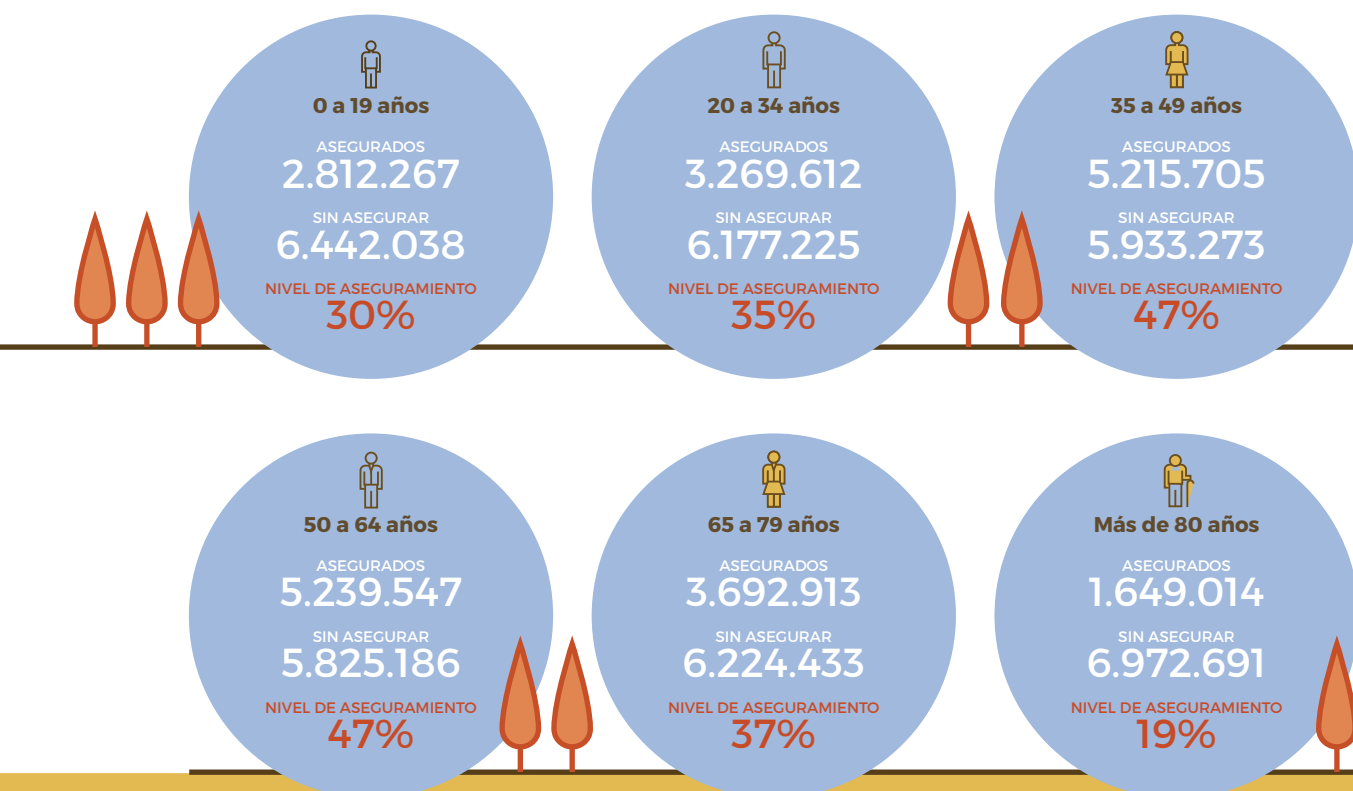 0 a 19 años
ASEGURADOS
2.812.267
SIN ASEGURAR
6.442.038
NIVEL DE ASEGURAMIENTO
30%
20 a 34 años
ASEGURADOS
3.269.612
SIN ASEGURAR
6.177.225
NIVEL DE ASEGURAMIENTO
35%
35 a 49 años
ASEGURADOS
5.215.705
SIN ASEGURAR
5.933.273
NIVEL DE ASEGURAMIENTO
47%
50 a 64 años
ASEGURADOS
5.239.547
SIN ASEGURAR
5.825.186
NIVEL DE ASEGURAMIENTO
47%
65 a 79 años
ASEGURADOS
3.692.913
SIN ASEGURAR
6.224.433
NIVEL DE ASEGURAMIENTO
37%
Más de 80 años
ASEGURADOS
1.649.014
SIN ASEGURAR
6.972.691
NIVEL DE ASEGURAMIENTO
19%